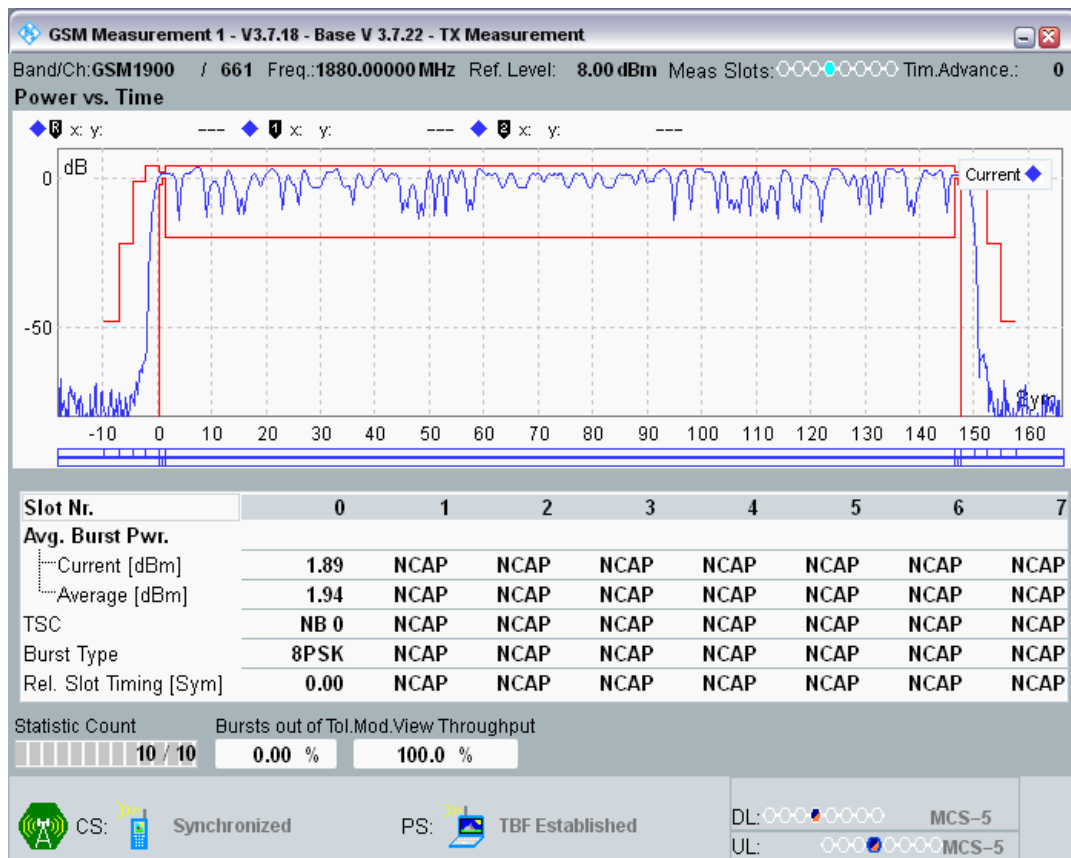 GSM Measurement 1 - V3.7.18 - Base V 3.7.22 - TX Measurement
Band/Ch:GSM1900 / 661 Freq.:1880.00000 MHz Ref. Level: 8.00 dBm Meas Slots: Tim.Advance.: 0
Power vs. Time
R x: y: --- 1 x: y: --- 2 x: y: ---
dB
0
Current
-50
Sym
-10 0 10 20 30 40 50 60 70 80 90 100 110 120 130 140 150 160
Slot Nr. 0 1 2 3 4 5 6 7
Avg. Burst Pwr.
Current [dBm] 1.89 NCAP NCAP NCAP NCAP NCAP NCAP NCAP
Average [dBm] 1.94 NCAP NCAP NCAP NCAP NCAP NCAP NCAP
TSC NB 0 NCAP NCAP NCAP NCAP NCAP NCAP NCAP
Burst Type 8PSK NCAP NCAP NCAP NCAP NCAP NCAP NCAP
Rel. Slot Timing [Sym] 0.00 NCAP NCAP NCAP NCAP NCAP NCAP NCAP
Statistic Count Bursts out of Tol. Mod.View Throughput
10 / 10 0.00 % 100.0 %
CS: Synchronized PS: TBF Established
DL: MCS-5
UL: MCS-5